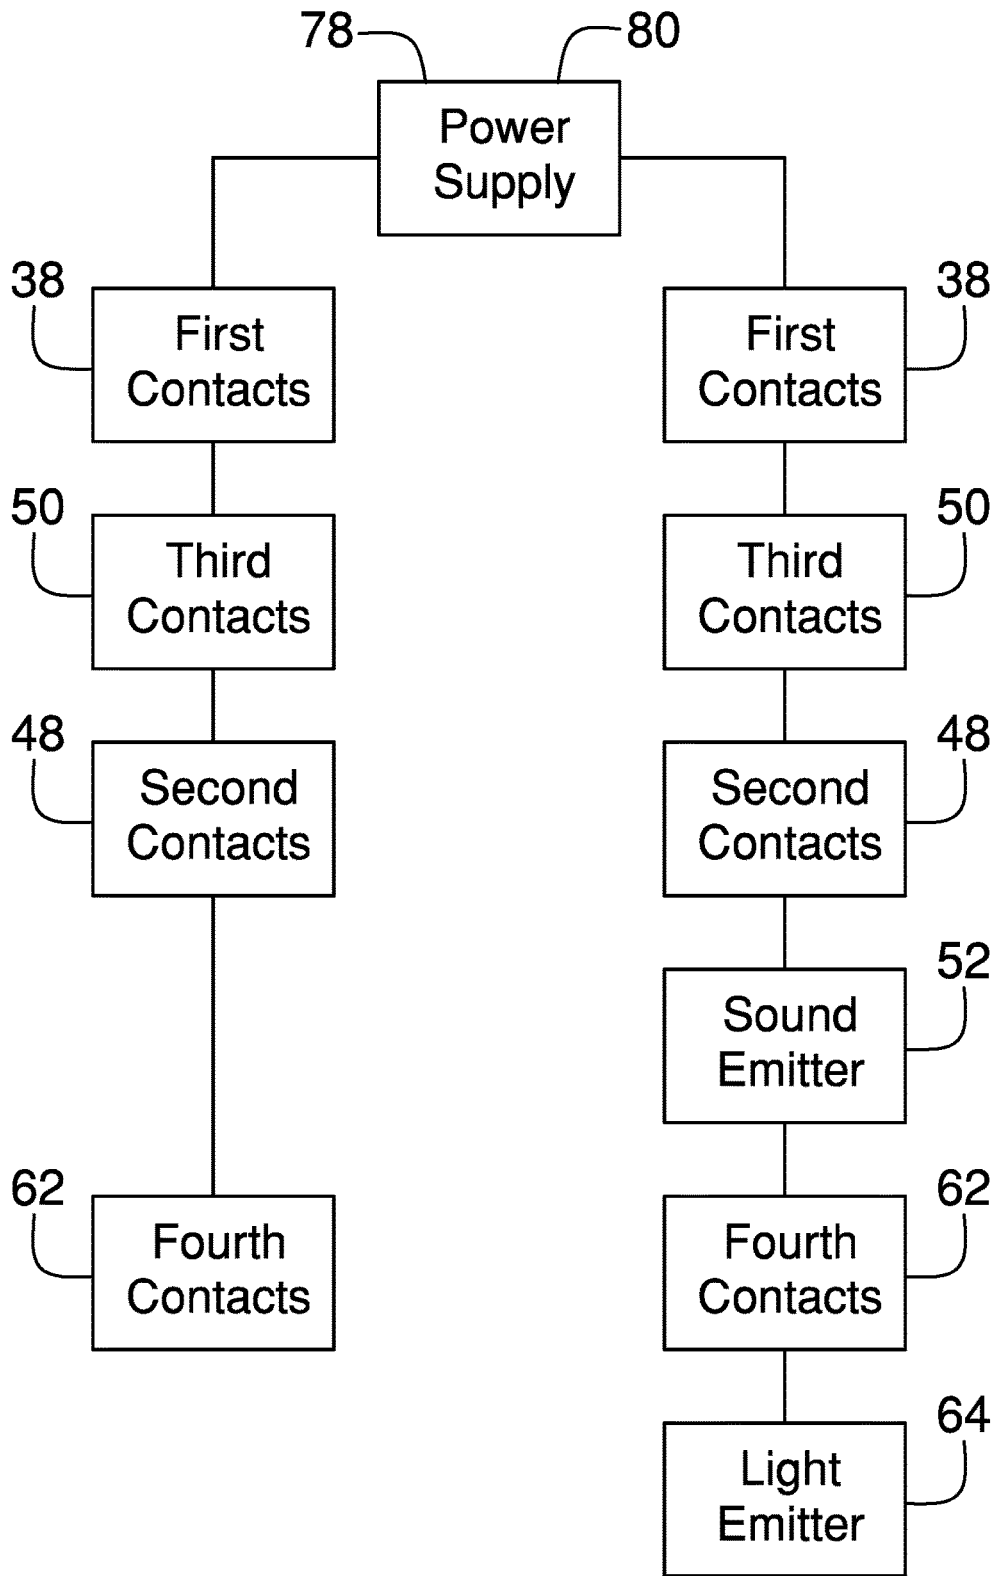 78 80
Power
Supply
38 38
First First
Contacts Contacts
50 50
Third Third
Contacts Contacts
48 48
Second Second
Contacts Contacts
52
Sound
Emitter
62 62
Fourth Fourth
Contacts Contacts
64
Light
Emitter